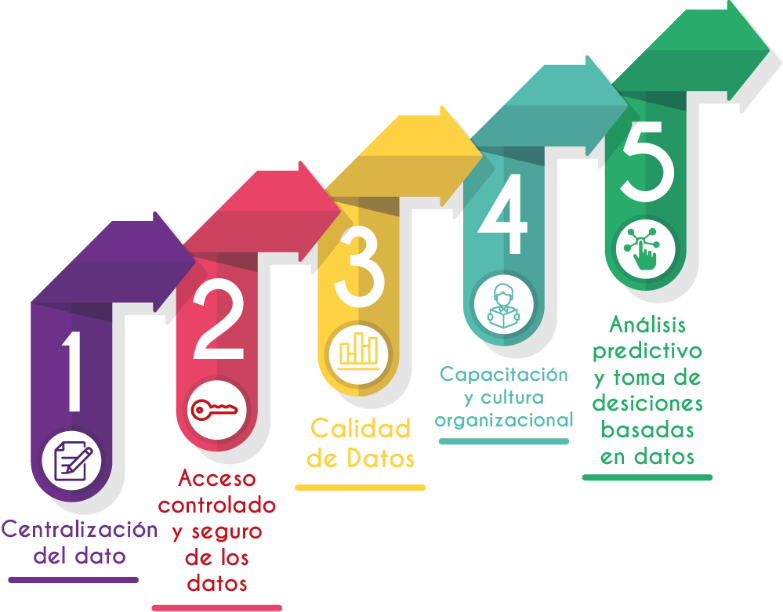 1
Centralización
del dato
2
Acceso
controlado
y seguro
de los
datos
3
Calidad
de Datos
4
Capacitación
y cultura
organizacional
5
Análisis
predictivo
y toma de
desiciones
basadas
en datos